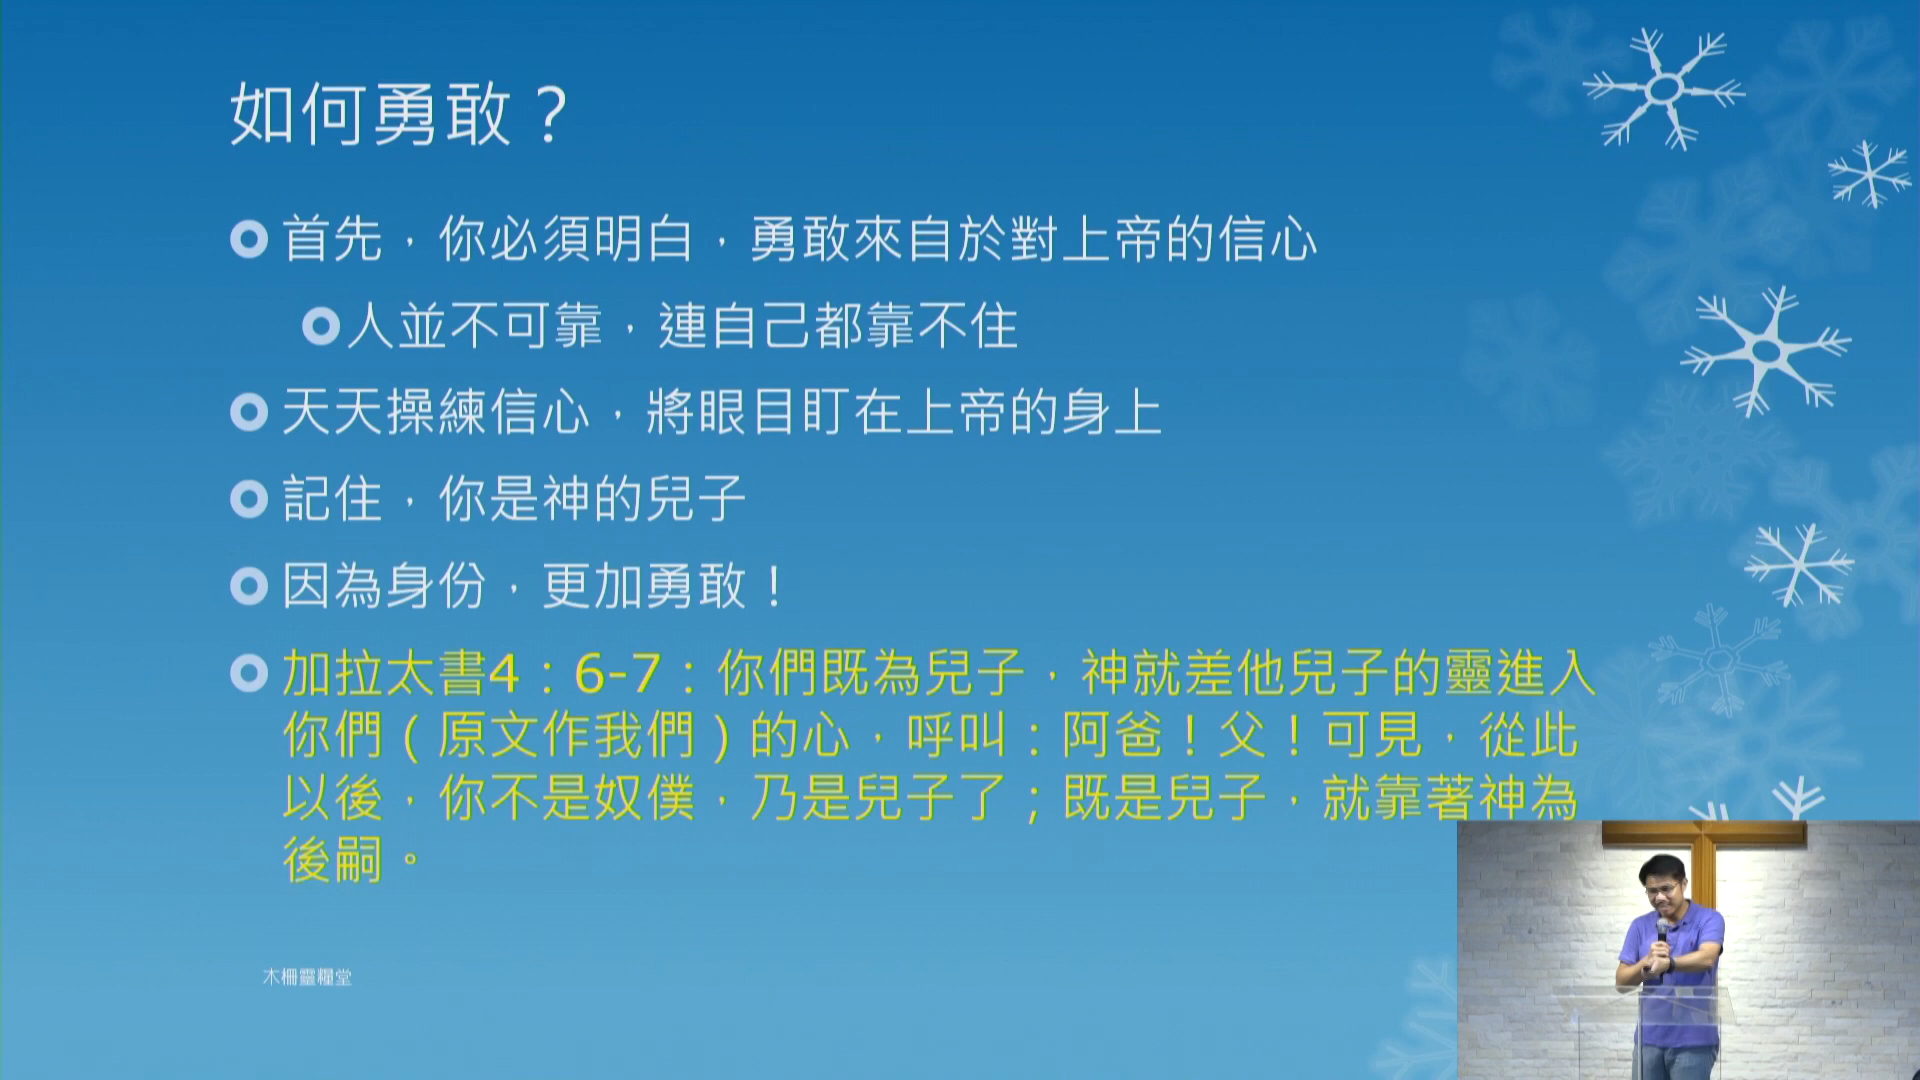 如何勇敢？
首先，你必須明白，勇敢來自於對上帝的信心
人並不可靠，連自己都靠不住
天天操練信心，將眼目盯在上帝的身上
記住，你是神的兒子
因為身份，更加勇敢！
加拉太書4：6-7：你們既為兒子，神就差他兒子的靈進入
你們（原文作我們）的心，呼叫：阿爸！父！可見，從此
以後，你不是奴僕，乃是兒子了；既是兒子，就靠著神為
後嗣。
木柵靈糧堂